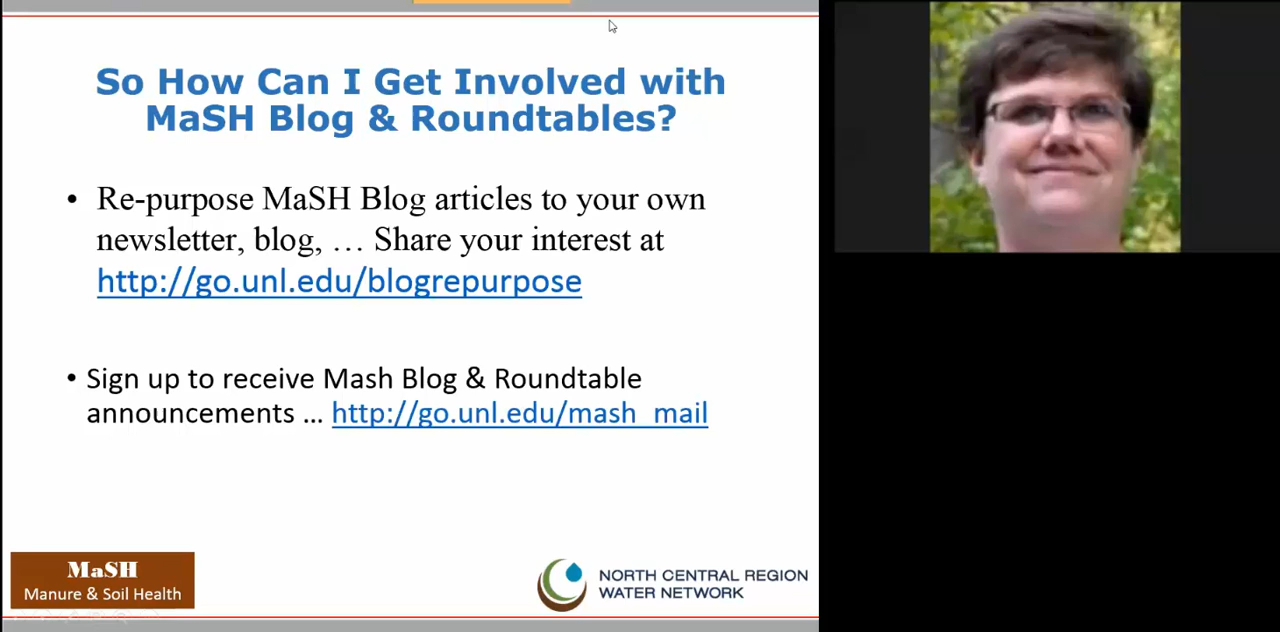 So How Can I Get Involved with
MaSH Blog & Roundtables?
• Re-purpose MaSH Blog articles to your own
newsletter, blog, … Share your interest at
http://go.unl.edu/blogrepurpose
• Sign up to receive Mash Blog & Roundtable
announcements … http://go.unl.edu/mash_mail
MaSH
Manure & Soil Health
NORTH CENTRAL REGION
WATER NETWORK